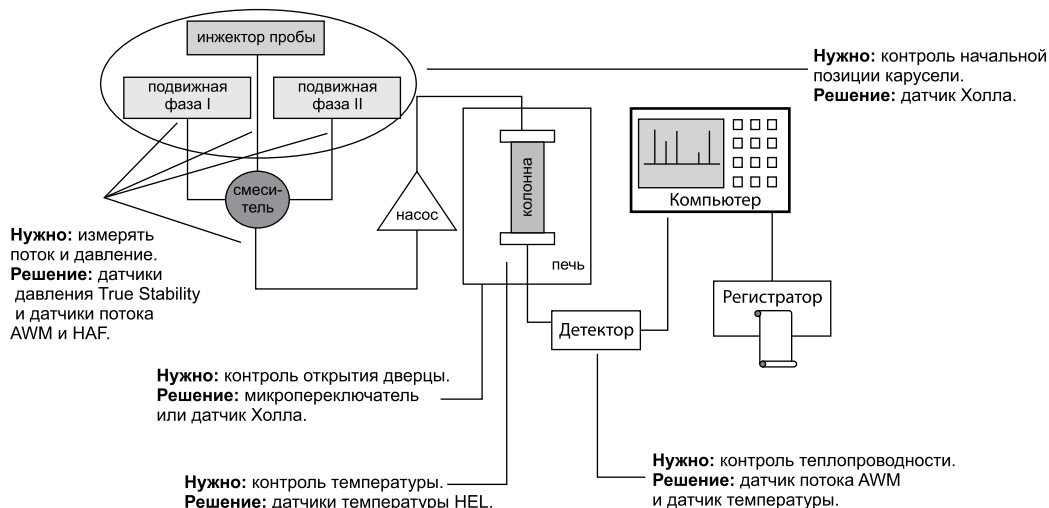 инжектор пробы
подвижная
фаза I
подвижная
фаза II
смеси-
тель
насос
колонна
печь
Компьютер
Регистратор
Детектор
Нужно: контроль начальной
позиции карусели.
Решение: датчик Холла.
Нужно: измерять
поток и давление.
Решение: датчики
давления True Stability
и датчики потока
AWM и HAF.
Нужно: контроль открытия дверцы.
Решение: микропереключатель
или датчик Холла.
Нужно: контроль температуры.
Решение: датчики температуры HEL.
Нужно: контроль теплопроводности.
Решение: датчик потока AWM
и датчик температуры.